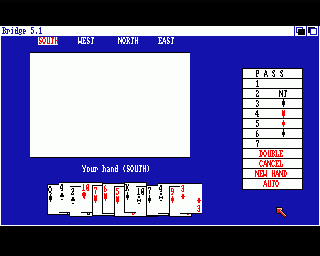 Bridge 5.1
SOUTH WEST NORTH EAST
PASS
1
2 NT
3
4
5
6
7
DOUBLE
CANCEL
NEW HAND
AUTO
Your hand (SOUTH)